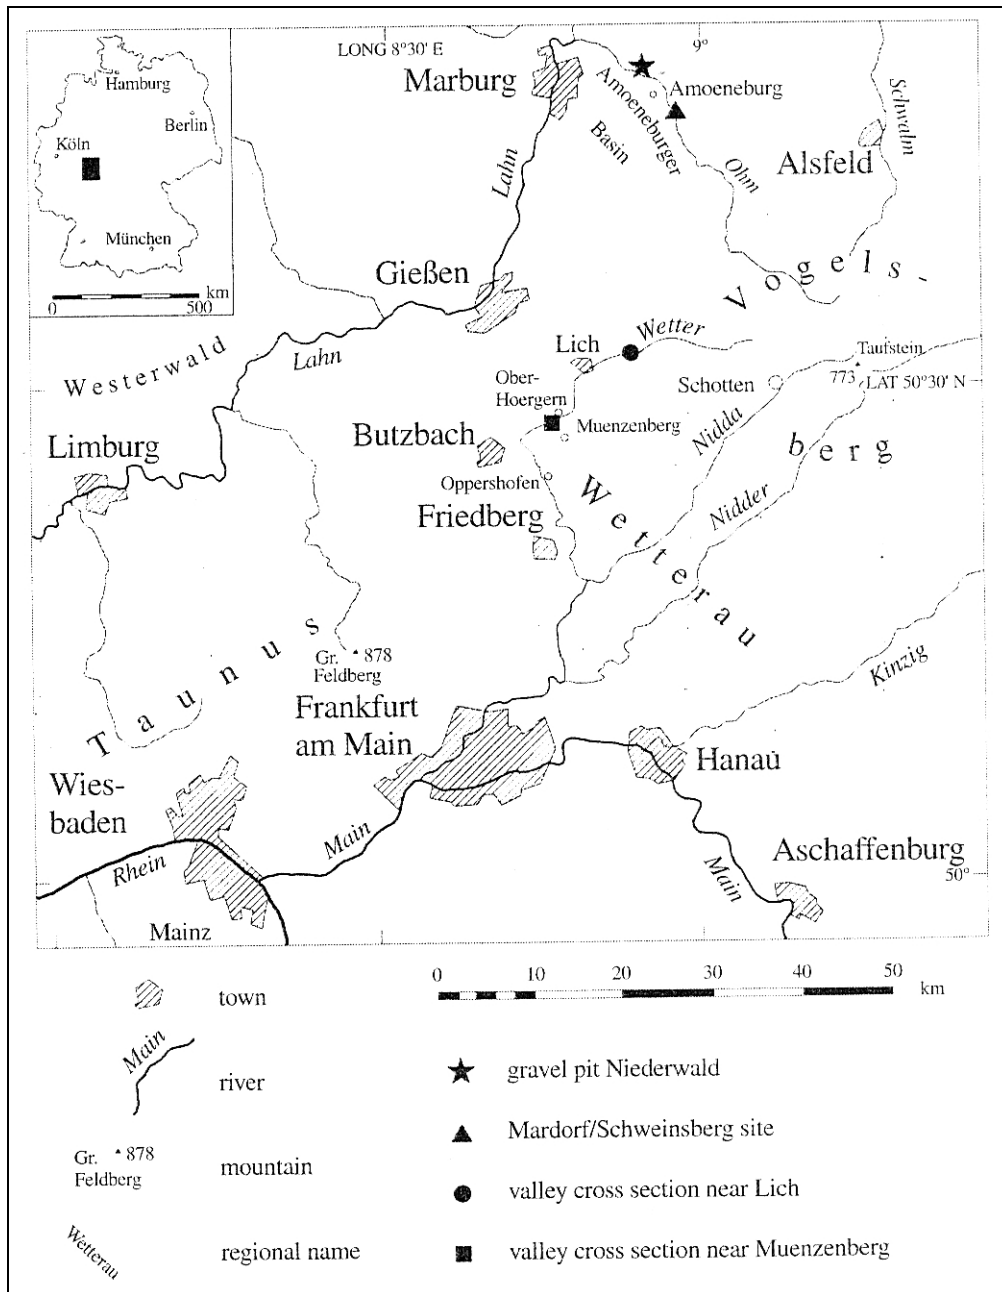 LONG 8°30' E
9°
Hamburg
Berlin
Köln
München
km
0
500
Marburg
Amoeneburg
Amoeneburger
Basin
Schwalm
Alsfeld
Ohm
Lahn
Gießen
Vogels-
berg
Westerwald
Lahn
Lich
Wetter
Taufstein
773
LAT 50°30' N
Schotten
Ober-
Hoergern
Muenzenberg
Nidda
Limburg
Butzbach
Oppershofen
Nidder
Friedberg
Wetterau
Taunus
Gr.
Feldberg
878
Kinzig
Frankfurt
am Main
Hanau
Wies-
baden
Main
Rhein
Main
Aschaffenburg
50°
Mainz
town
0 10 20 30 40 50
km
Main
river
gravel pit Niederwald
Mardorf/Schweinsberg site
Gr.
Feldberg
878
mountain
valley cross section near Lich
Wetterau
regional name
valley cross section near Muenzenberg